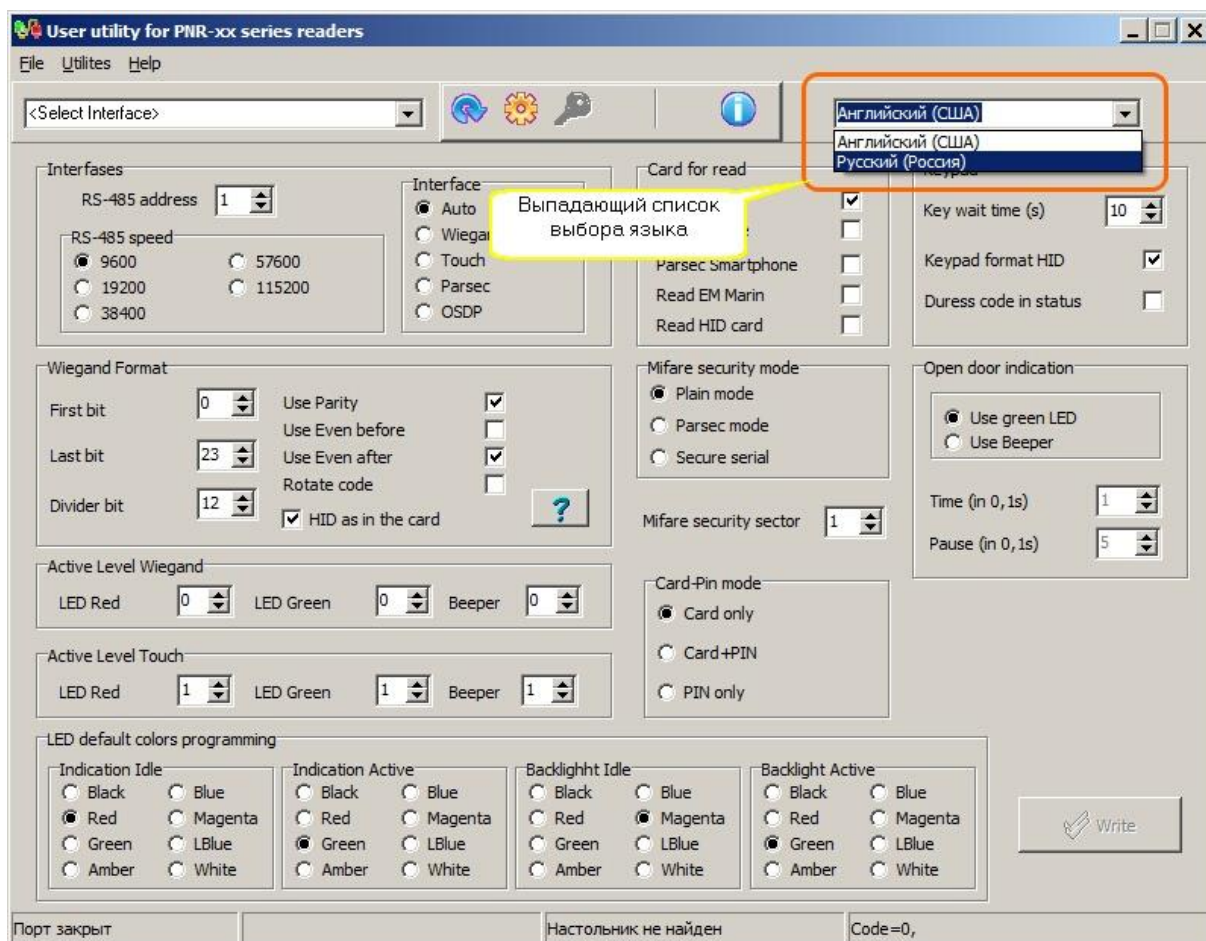 User utility for PNR-xx series readers
File Utilites Help
<Select Interface>
Английский (США)
Английский (США)
Русский (Россия)
Выпадающий список
выбора языка
Interfases
RS-485 address 1
RS-485 speed
9600 57600
19200 115200
38400
Interface
Auto
Touch
Parsec
OSDP
Card for read
Parsec Smartphone
Read EM Marin
Read HID card
Keypad
Key wait time (s) 10
Keypad format HID
Duress code in status
Wiegand Format
First bit 0
Last bit 23
Divider bit 12
Use Parity
Use Even before
Use Even after
Rotate code
HID as in the card
?
Mifare security mode
Plain mode
Parsec mode
Secure serial
Mifare security sector 1
Open door indication
Use green LED
Use Beeper
Time (in 0,1s) 1
Pause (in 0,1s) 5
Active Level Wiegand
LED Red 0 LED Green 0 Beeper 0
Active Level Touch
LED Red 1 LED Green 1 Beeper 1
Card-Pin mode
Card only
Card+PIN
PIN only
LED default colors programming
Indication Idle
Black Blue
Red Magenta
Green LBlue
Amber White
Indication Active
Black Blue
Red Magenta
Green LBlue
Amber White
Backlighht Idle
Black Blue
Red Magenta
Green LBlue
Amber White
Backlight Active
Black Blue
Red Magenta
Green LBlue
Amber White
Write
Порт закрыт Настольник не найден Code=0,